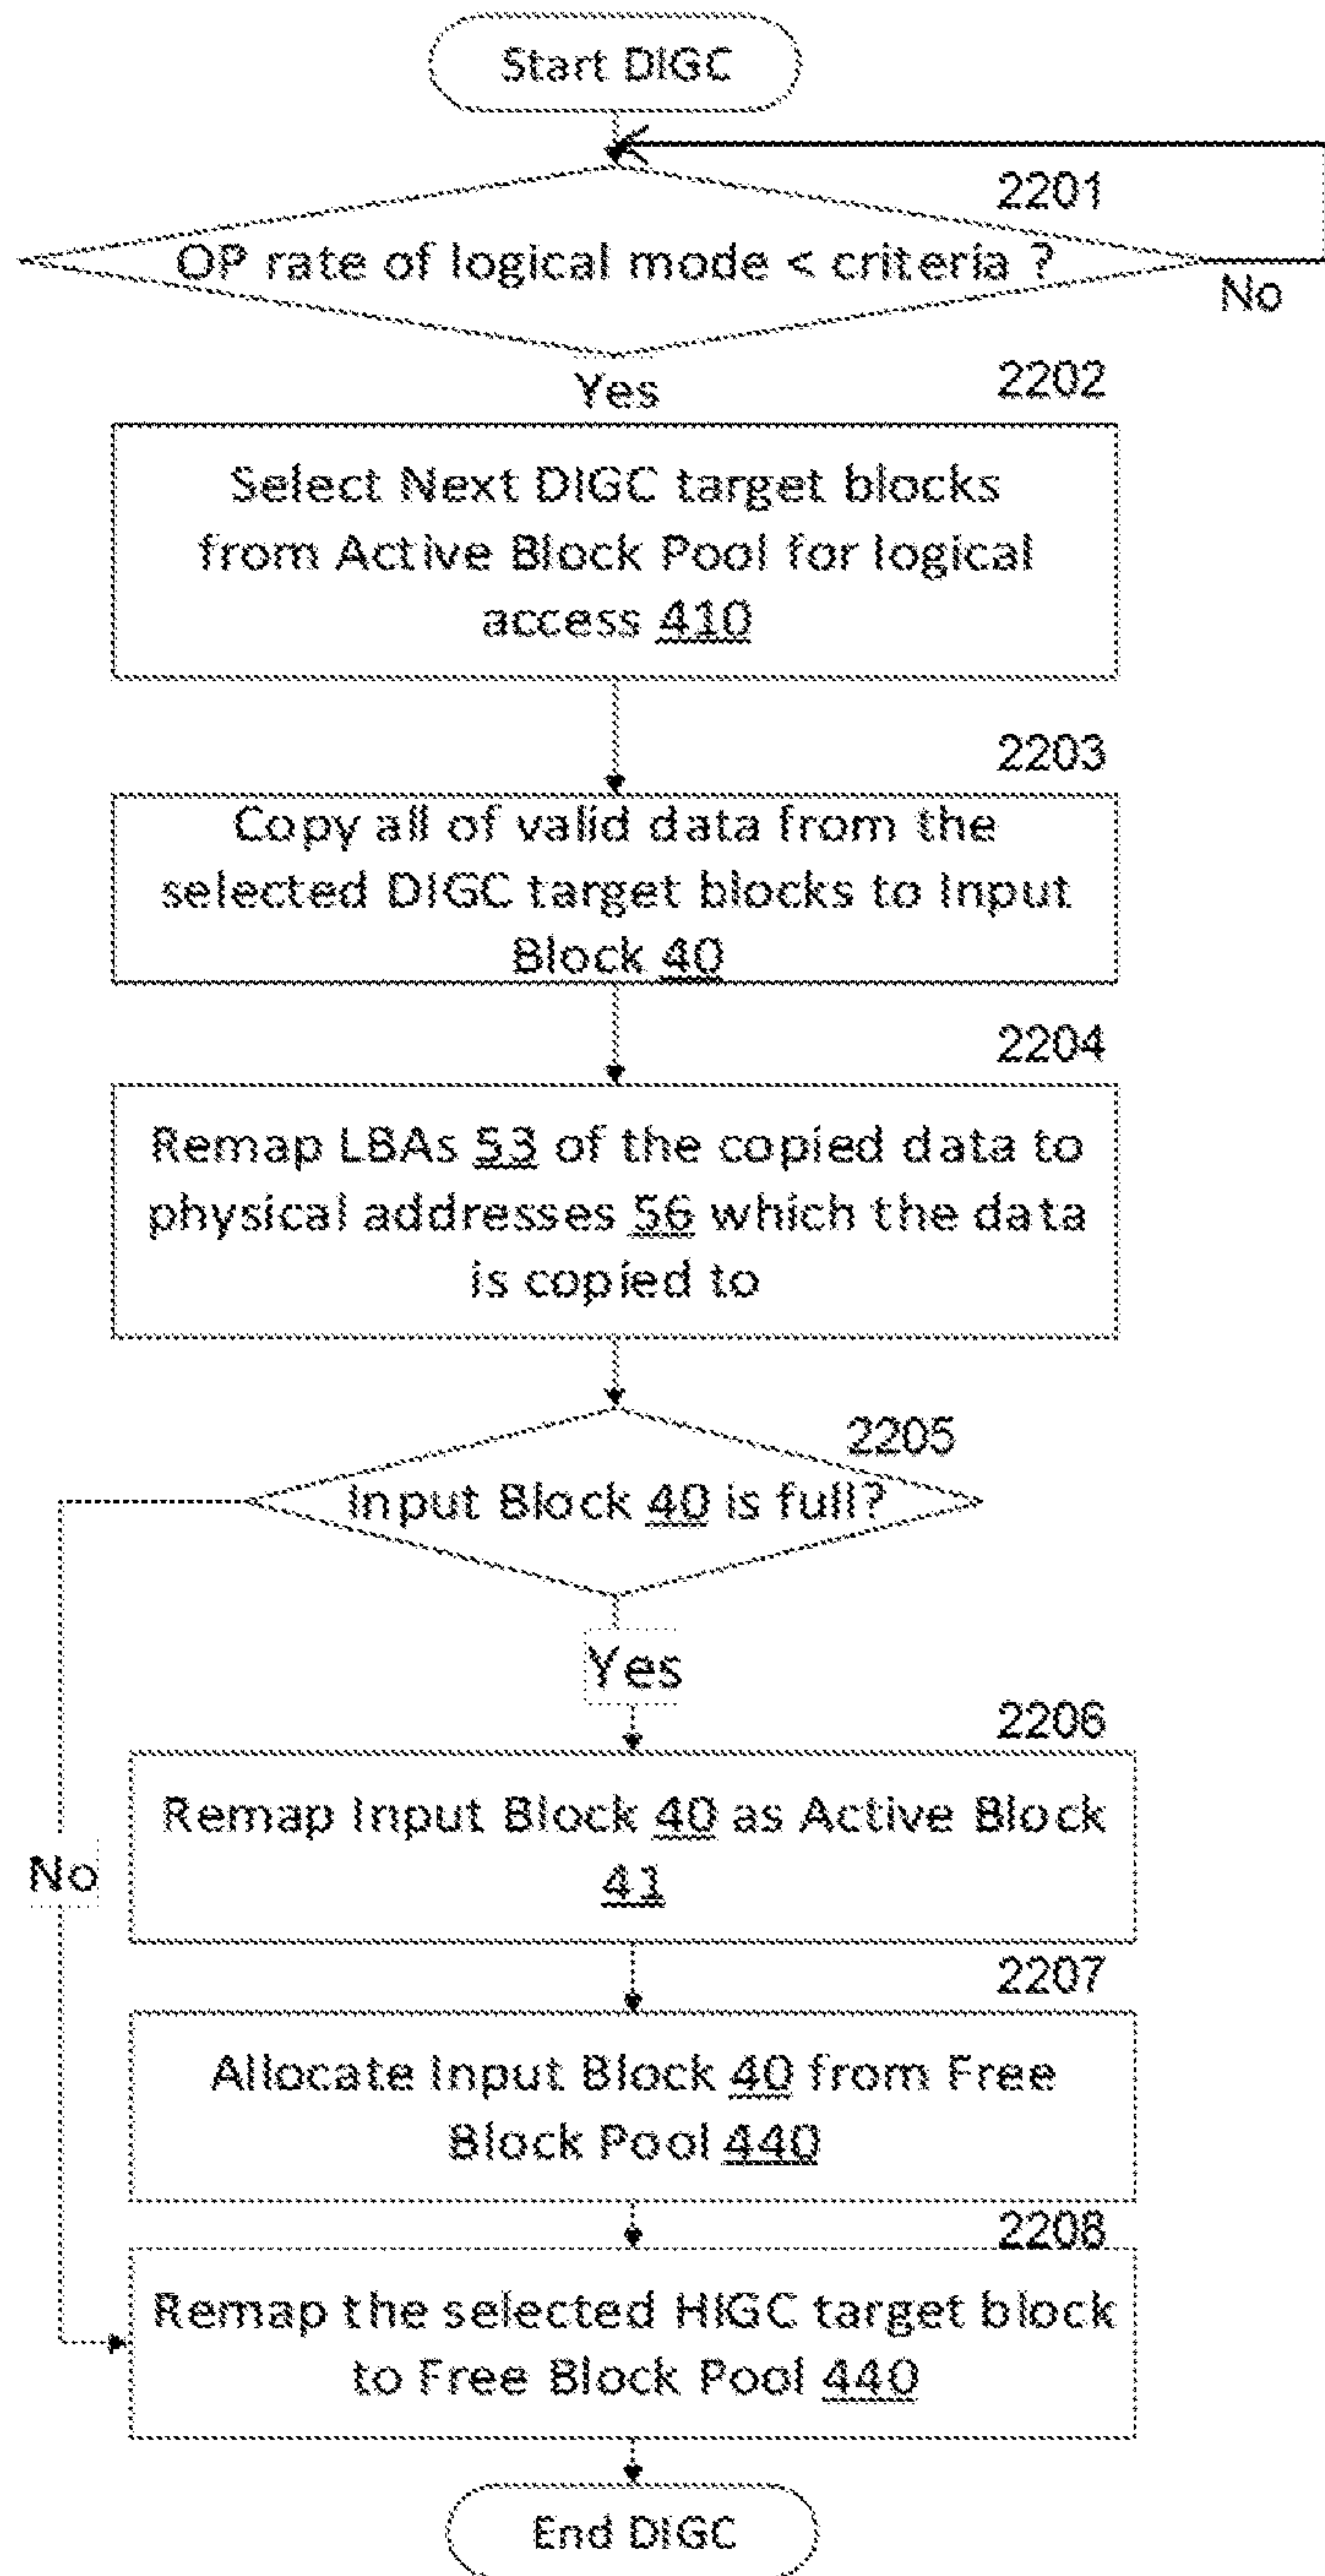 Start DIGC
2201
OP rate of logical mode < criteria ?
No
Yes
2202
Select Next DIGC target blocks
from Active Block Pool for logical
access 410
2203
Copy all of valid data from the
selected DIGC target blocks to Input
Block 40
2204
Remap LBAs 53 of the copied data to
physical addresses 56 which the data
is copied to
2205
Input Block 40 is full?
Yes
2206
Remap Input Block 40 as Active Block
41
No
2207
Allocate Input Block 40 from Free
Block Pool 440
2208
Remap the selected HIGC target block
to Free Block Pool 440
End DIGC